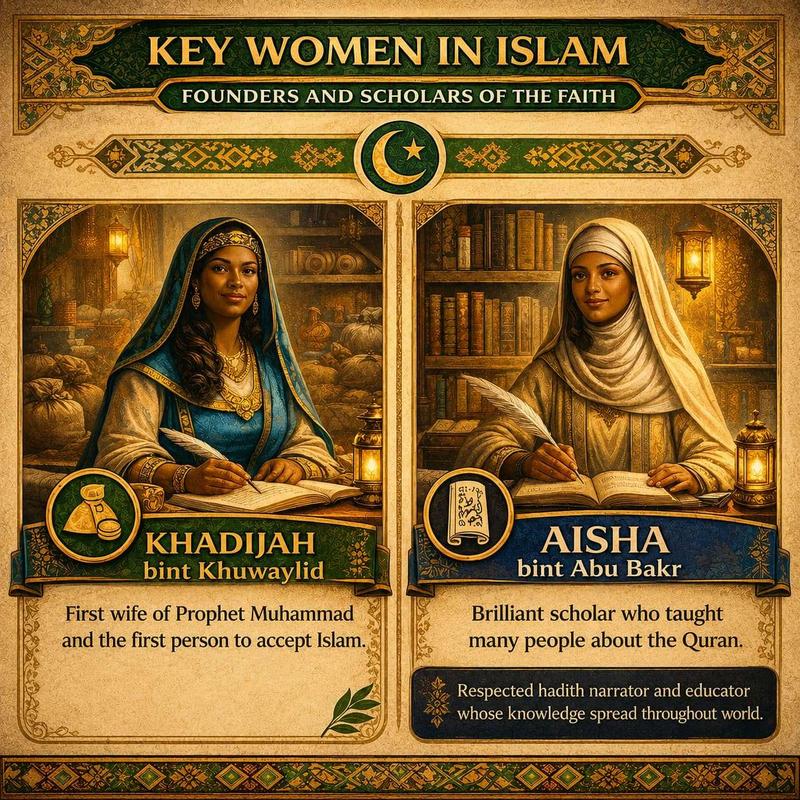 KEY WOMEN IN ISLAM
FOUNDERS AND SCHOLARS OF THE FAITH
KHADIJAH
bint Khuwaylid
First wife of Prophet Muhammad
and the first person to accept Islam.
AISHA
bint Abu Bakr
Brilliant scholar who taught
many people about the Quran.
Respected hadith narrator and educator
whose knowledge spread throughout world.